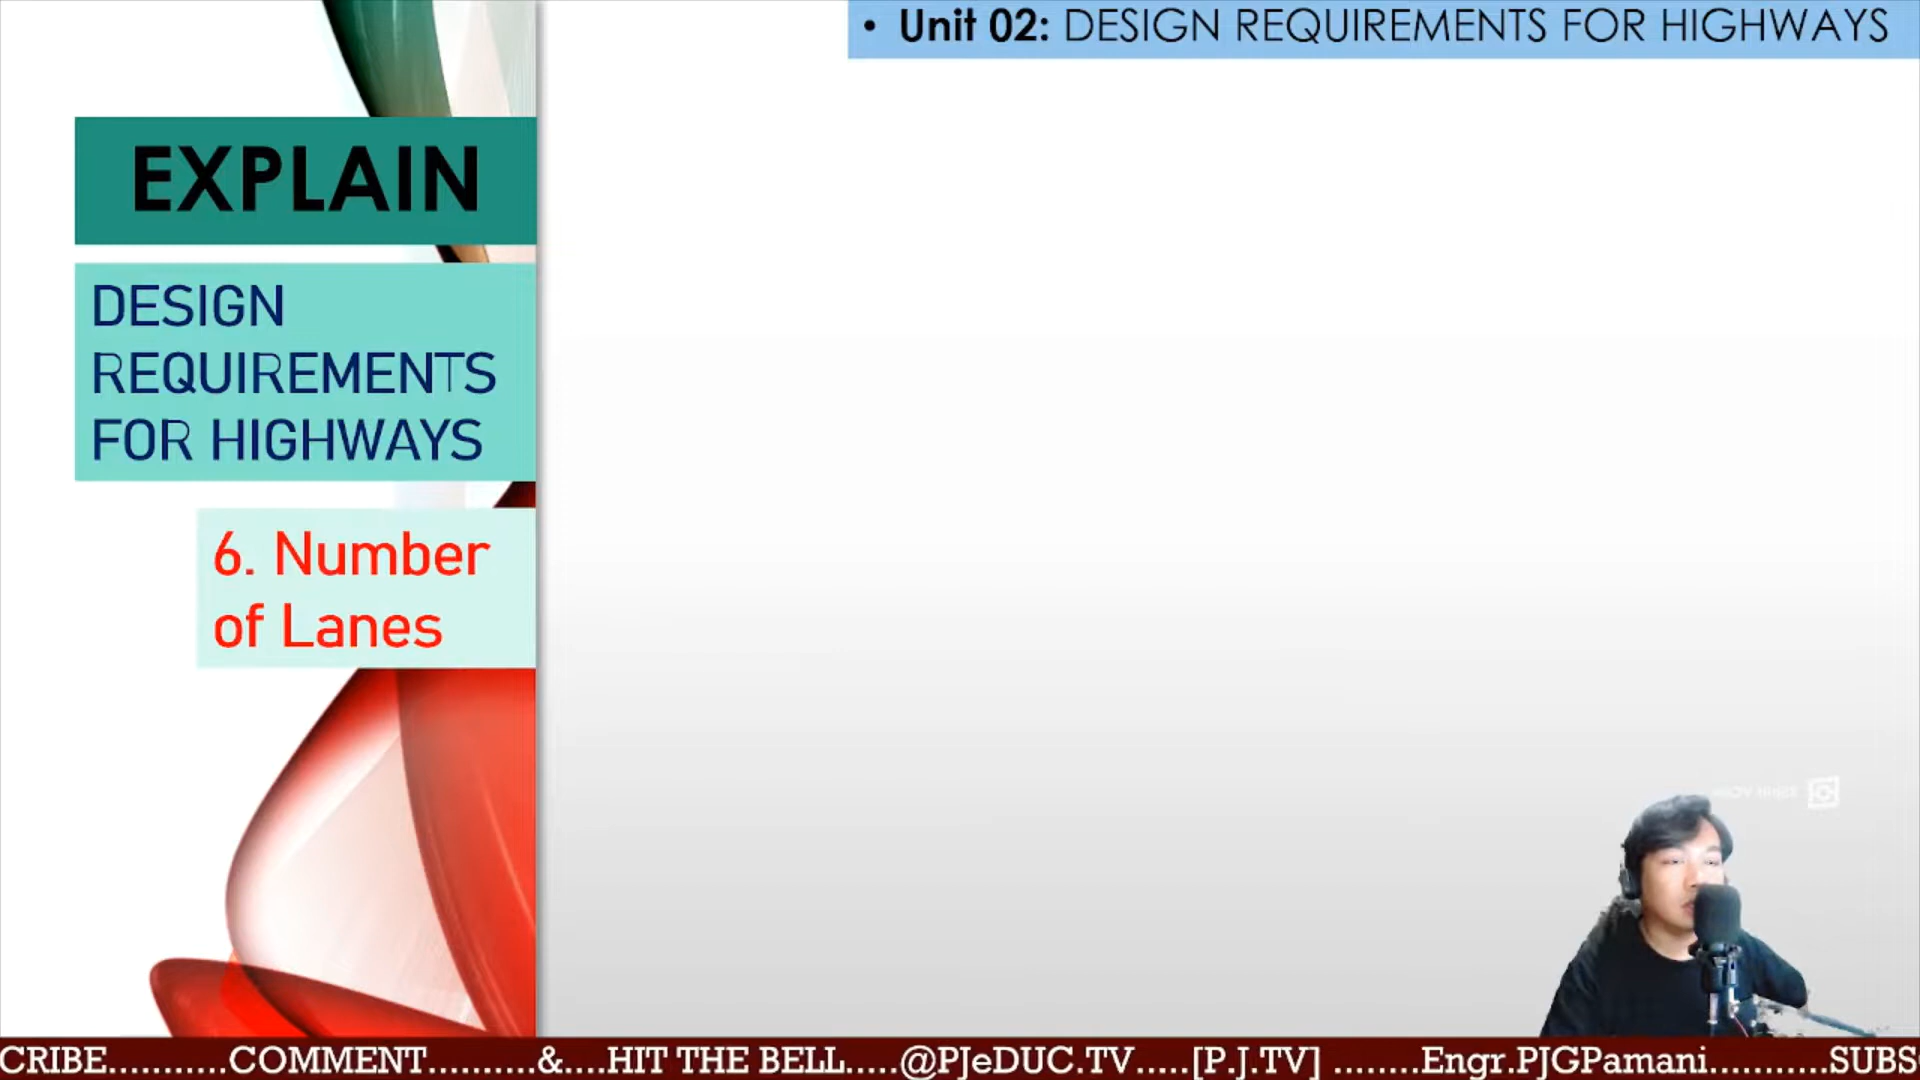 • Unit 02: DESIGN REQUIREMENTS FOR HIGHWAYS
EXPLAIN
DESIGN
REQUIREMENTS
FOR HIGHWAYS
6. Number
of Lanes
CRIBE...........COMMENT..........&....HIT THE BELL.....@PJeDUC.TV.....[P.J.TV] ........Engr.PJGPamani...........SUBS